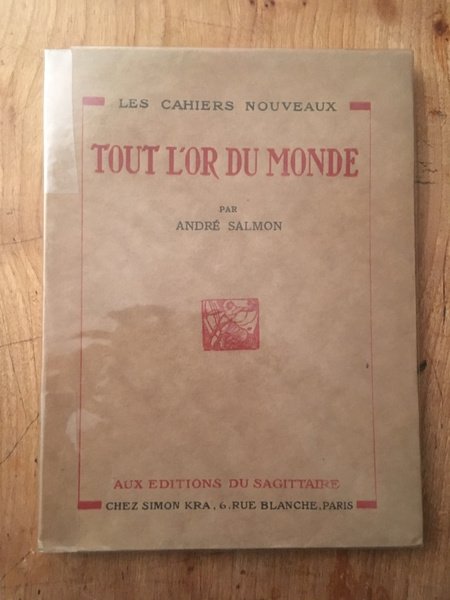 LES CAHIERS NOUVEAUX
TOUT L'OR DU MONDE
PAR
ANDRÉ SALMON
AUX EDITIONS DU SAGITTAIRE
CHEZ SIMON KRA, 6, RUE BLANCHE, PARIS